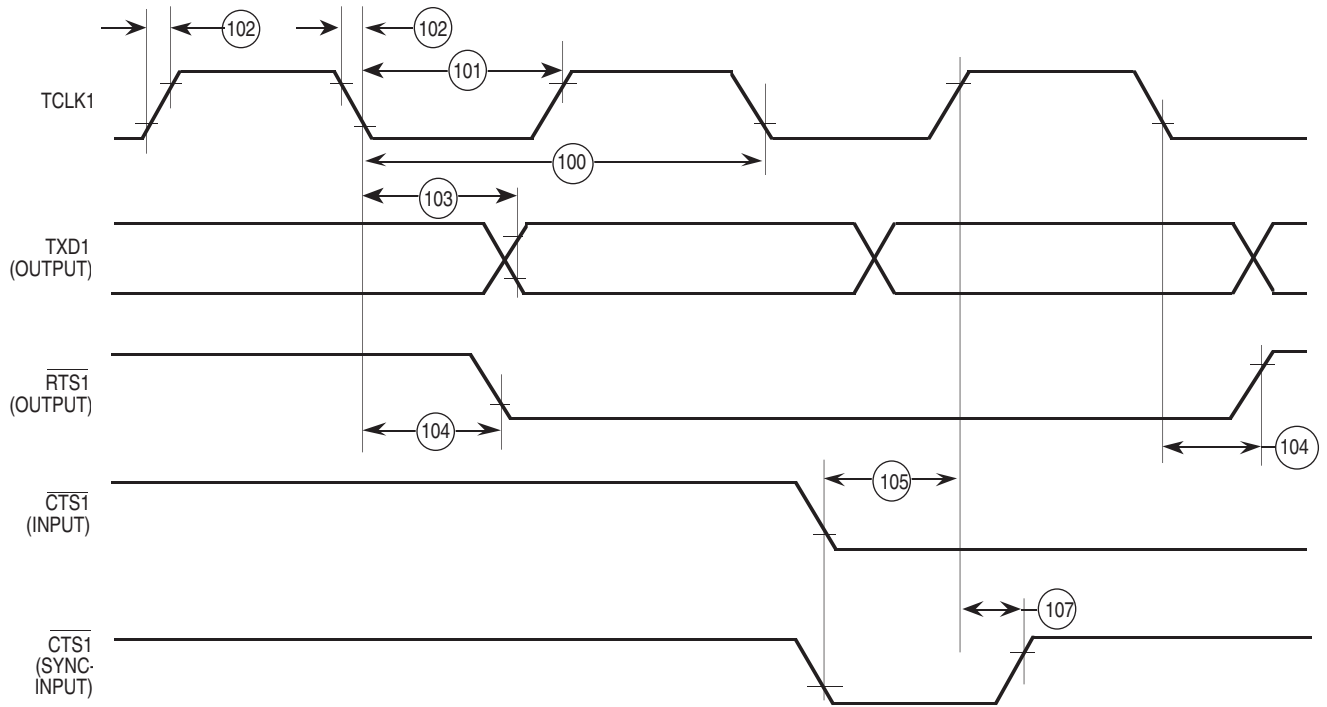 102
102
101
TCLK1
100
103
TXD1
(OUTPUT)
RTS1
(OUTPUT)
104
104
105
CTS1
(INPUT)
107
CTS1
(SYNC-
INPUT)